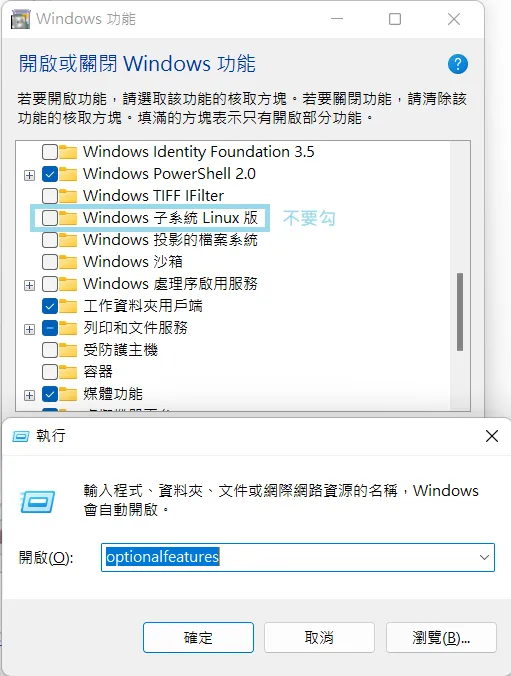 Windows 功能
開啟或關閉 Windows 功能
若要開啟功能，請選取該功能的核取方塊。若要關閉功能，請清除該
功能的核取方塊。填滿的方塊表示只有開啟部分功能。
Windows Identity Foundation 3.5
Windows PowerShell 2.0
Windows TIFF IFilter
Windows 子系統 Linux 版 不要勾
Windows 投影的檔案系統
Windows 沙箱
Windows 處理序啟用服務
工作資料夾用戶端
列印和文件服務
受防護主機
容器
媒體功能
執行
輸入程式、資料夾、文件或網際網路資源的名稱，Windows
會自動開啟。
開啟(O):
optionalfeatures
確定 取消 瀏覽(B)...